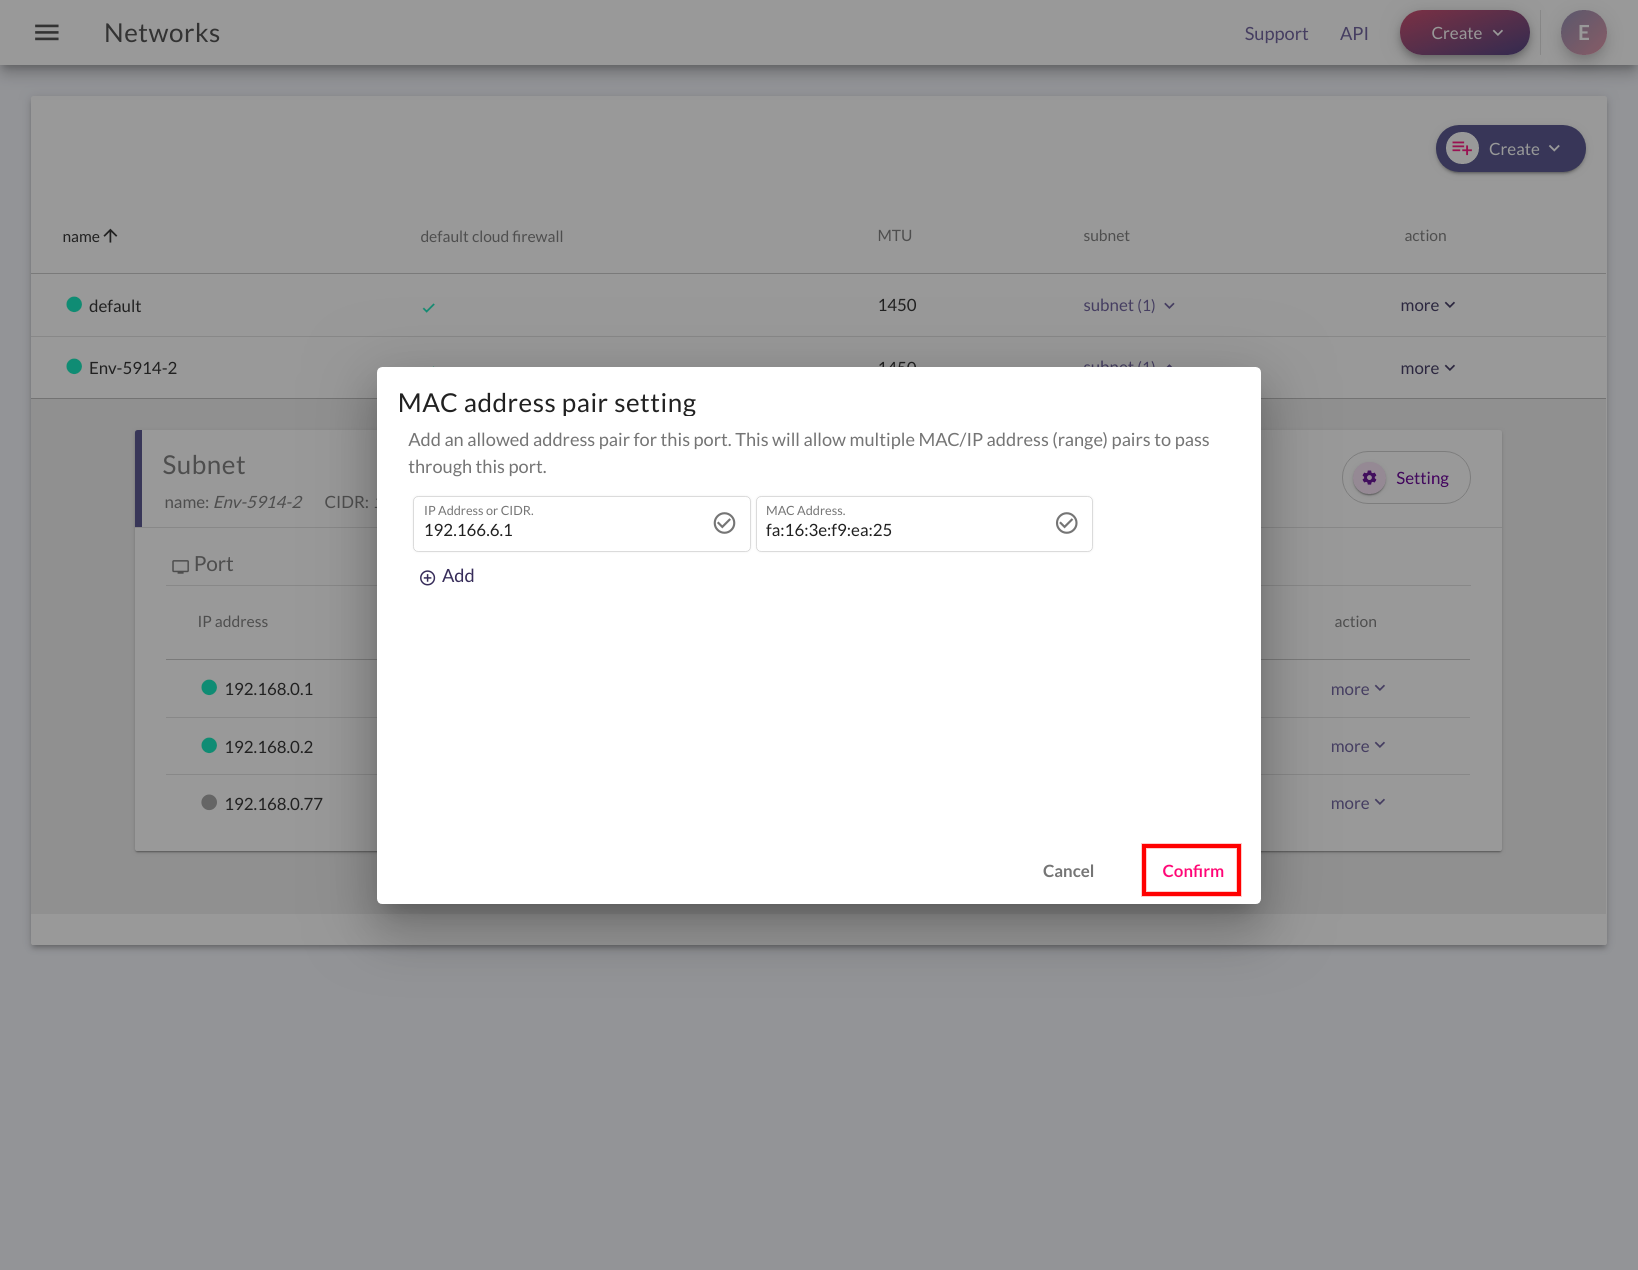 Networks
Support API Create E
Create
name default cloud firewall MTU subnet action
default 1450 subnet (1) more
Env-5914-2 1450 subnet (1) more
MAC address pair setting
Add an allowed address pair for this port. This will allow multiple MAC/IP address (range) pairs to pass
through this port.
IP Address or CIDR. MAC Address.
192.166.6.1 fa:16:3e:f9:ea:25
Add
Cancel Confirm
Subnet
name: Env-5914-2 CIDR:
Setting
Port
IP address action
192.168.0.1 more
192.168.0.2 more
192.168.0.77 more